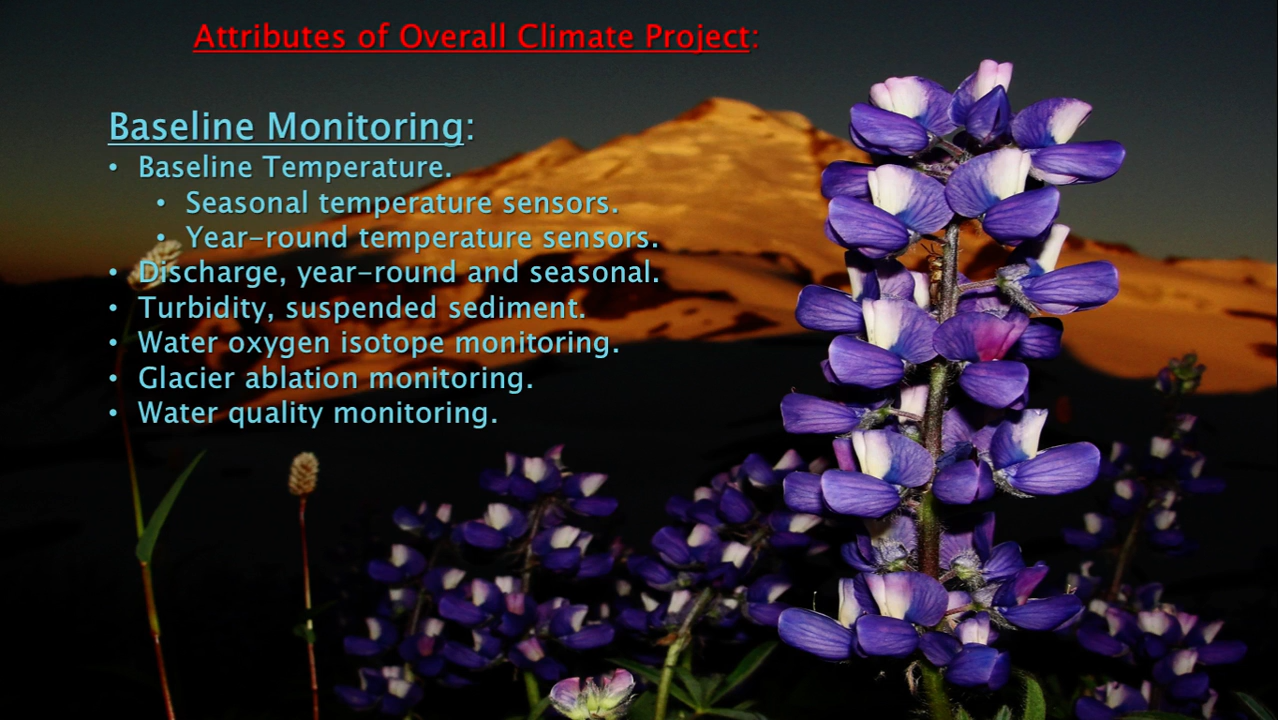 Attributes of Overall Climate Project:
Baseline Monitoring:
• Baseline Temperature.
• Seasonal temperature sensors.
• Year-round temperature sensors.
• Discharge, year-round and seasonal.
• Turbidity, suspended sediment.
• Water oxygen isotope monitoring.
• Glacier ablation monitoring.
• Water quality monitoring.